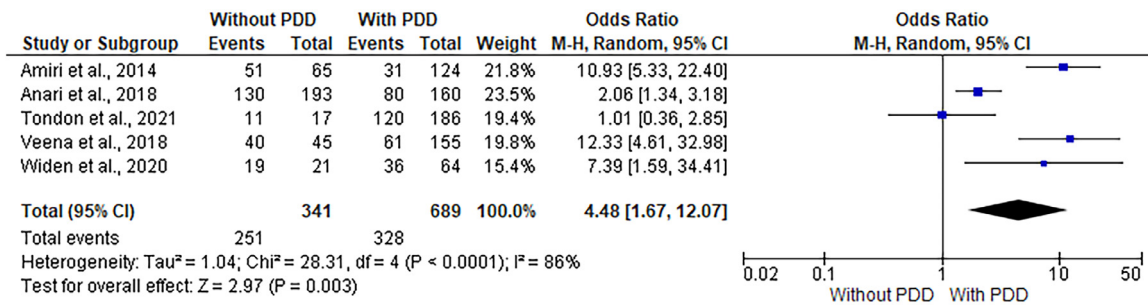 Without PDD With PDD Odds Ratio Odds Ratio
Study or Subgroup Events Total Events Total Weight M-H, Random, 95% CI M-H, Random, 95% CI
Amiri et al., 2014 51 65 31 124 21.8% 10.93 [5.33, 22.40]
Anari et al., 2018 130 193 80 160 23.5% 2.06 [1.34, 3.18]
Tondon et al., 2021 11 17 120 186 19.4% 1.01 [0.36, 2.85]
Veena et al., 2018 40 45 61 155 19.8% 12.33 [4.61, 32.98]
Widen et al., 2020 19 21 36 64 15.4% 7.39 [1.59, 34.41]
Total (95% CI) 341 689 100.0% 4.48 [1.67, 12.07]
Total events 251 328
Heterogeneity: Tau² = 1.04; Chi² = 28.31, df = 4 (P < 0.0001); I² = 86%
Test for overall effect: Z = 2.97 (P = 0.003)
0.02 0.1 1 10 50
Without PDD With PDD